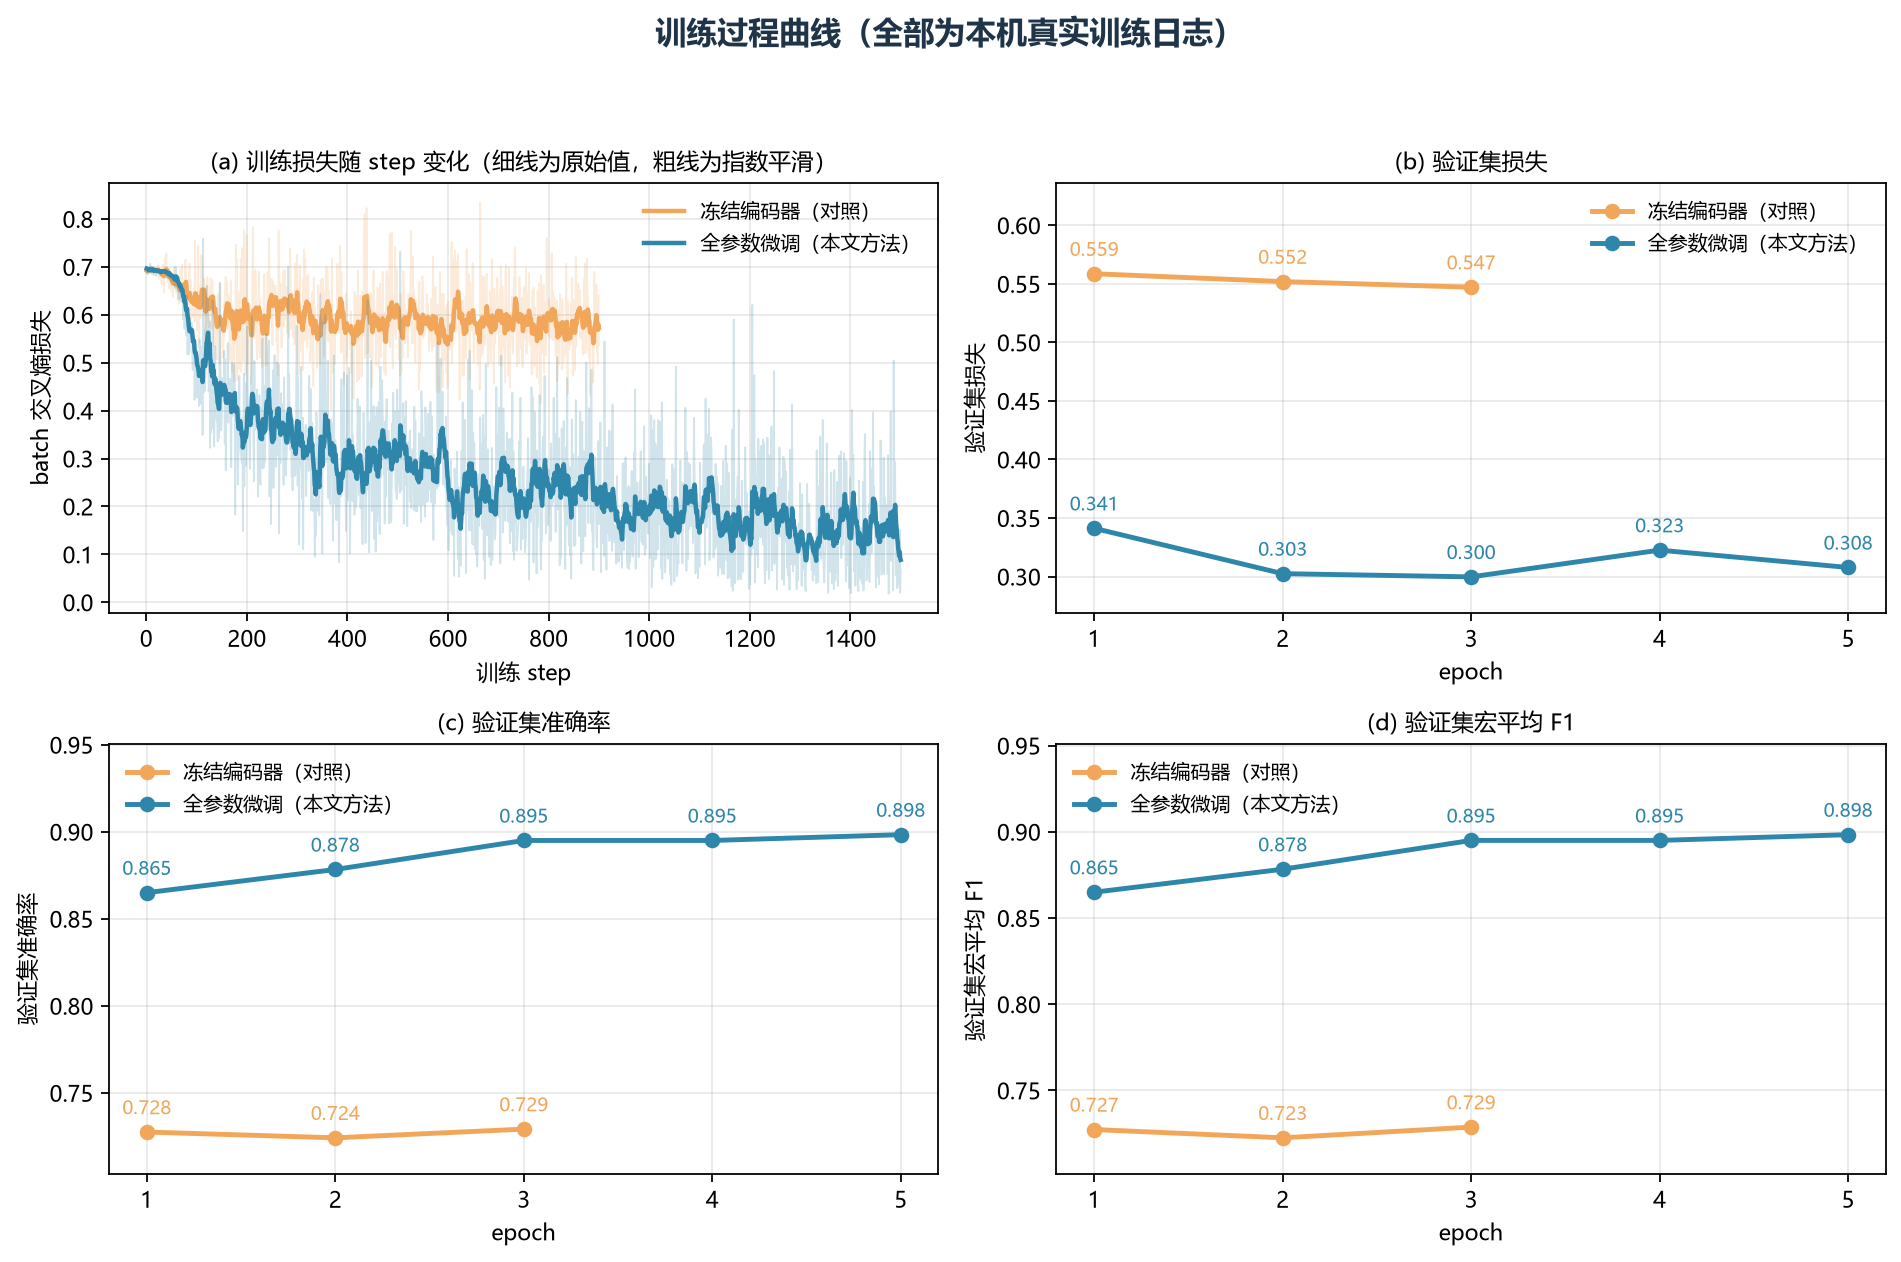 训练过程曲线（全部为本机真实训练日志）
(a) 训练损失随 step 变化（细线为原始值，粗线为指数平滑）
batch 交叉熵损失
0.8
0.7
0.6
0.5
0.4
0.3
0.2
0.1
0.0
冻结编码器（对照）
全参数微调（本文方法）
0 200 400 600 800 1000 1200 1400
训练 step
(b) 验证集损失
验证集损失
0.60
0.55
0.50
0.45
0.40
0.35
0.30
冻结编码器（对照）
全参数微调（本文方法）
0.559 0.552 0.547
0.341 0.303 0.300 0.323 0.308
1 2 3 4 5
epoch
(c) 验证集准确率
验证集准确率
0.95
0.90
0.85
0.80
0.75
冻结编码器（对照）
全参数微调（本文方法）
0.865 0.878 0.895 0.895 0.898
0.728 0.724 0.729
1 2 3 4 5
epoch
(d) 验证集宏平均 F1
验证集宏平均 F1
0.95
0.90
0.85
0.80
0.75
冻结编码器（对照）
全参数微调（本文方法）
0.865 0.878 0.895 0.895 0.898
0.727 0.723 0.729
1 2 3 4 5
epoch